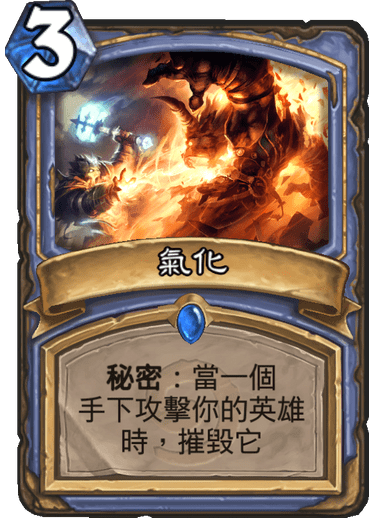 3
氣化
秘密：當一個
手下攻擊你的英雄
時，摧毀它